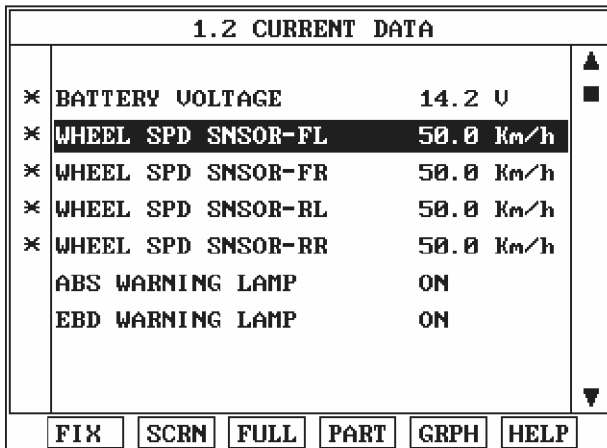 1.2 CURRENT DATA
* BATTERY VOLTAGE 14.2 V
* WHEEL SPD SNSOR-FL 50.0 Km/h
* WHEEL SPD SNSOR-FR 50.0 Km/h
* WHEEL SPD SNSOR-RL 50.0 Km/h
* WHEEL SPD SNSOR-RR 50.0 Km/h
ABS WARNING LAMP ON
EBD WARNING LAMP ON
FIX SCRN FULL PART GRPH HELP